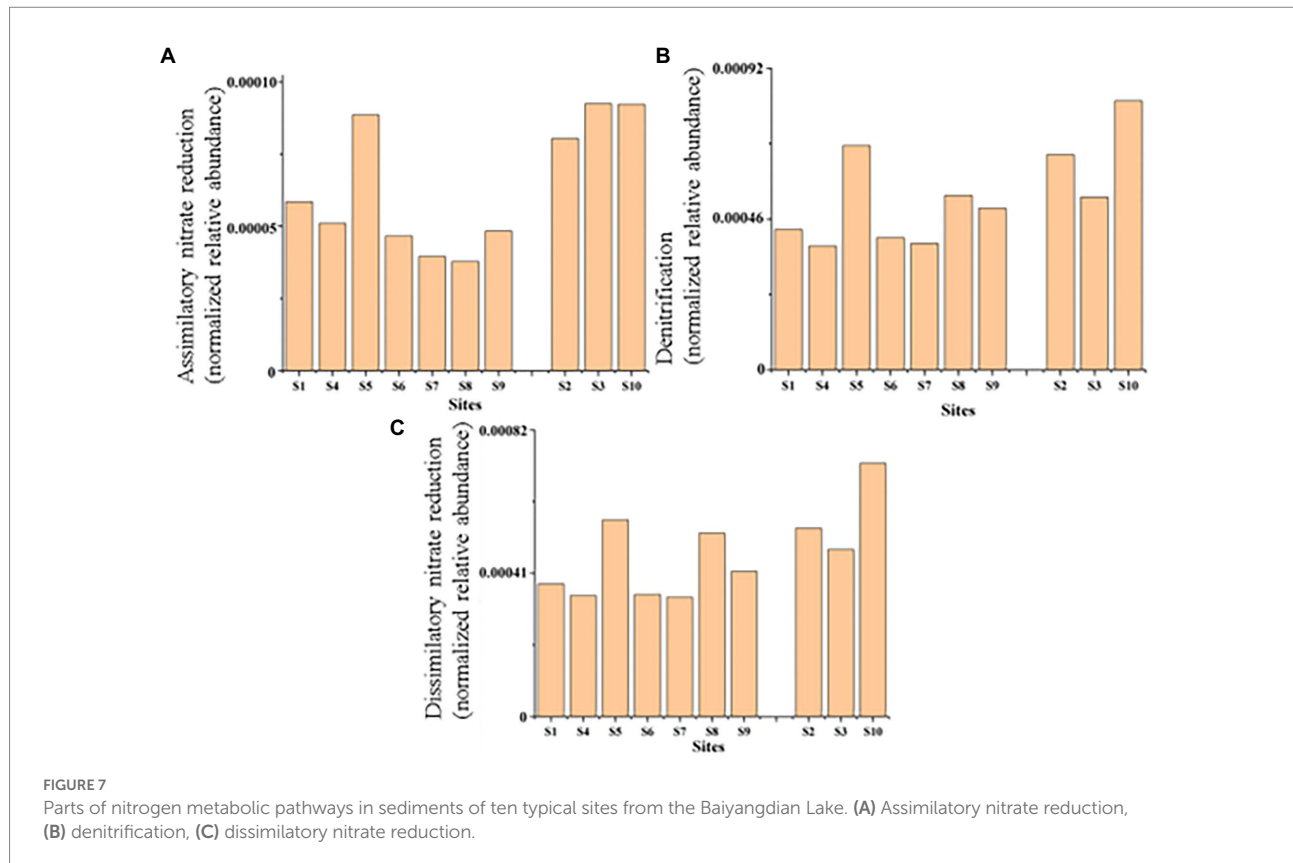 A
Assimilatory nitrate reduction
(normalized relative abundance)
0.00010
0.00005
0
S1 S4 S5 S6 S7 S8 S9 S2 S3 S10
Sites
B
Denitrification
(normalized relative abundance)
0.00092
0.00046
0
S1 S4 S5 S6 S7 S8 S9 S2 S3 S10
Sites
C
Dissimilatory nitrate reduction
(normalized relative abundance)
0.00082
0.00041
0
S1 S4 S5 S6 S7 S8 S9 S2 S3 S10
Sites
FIGURE 7
Parts of nitrogen metabolic pathways in sediments of ten typical sites from the Baiyangdian Lake. (A) Assimilatory nitrate reduction,
(B) denitrification, (C) dissimilatory nitrate reduction.